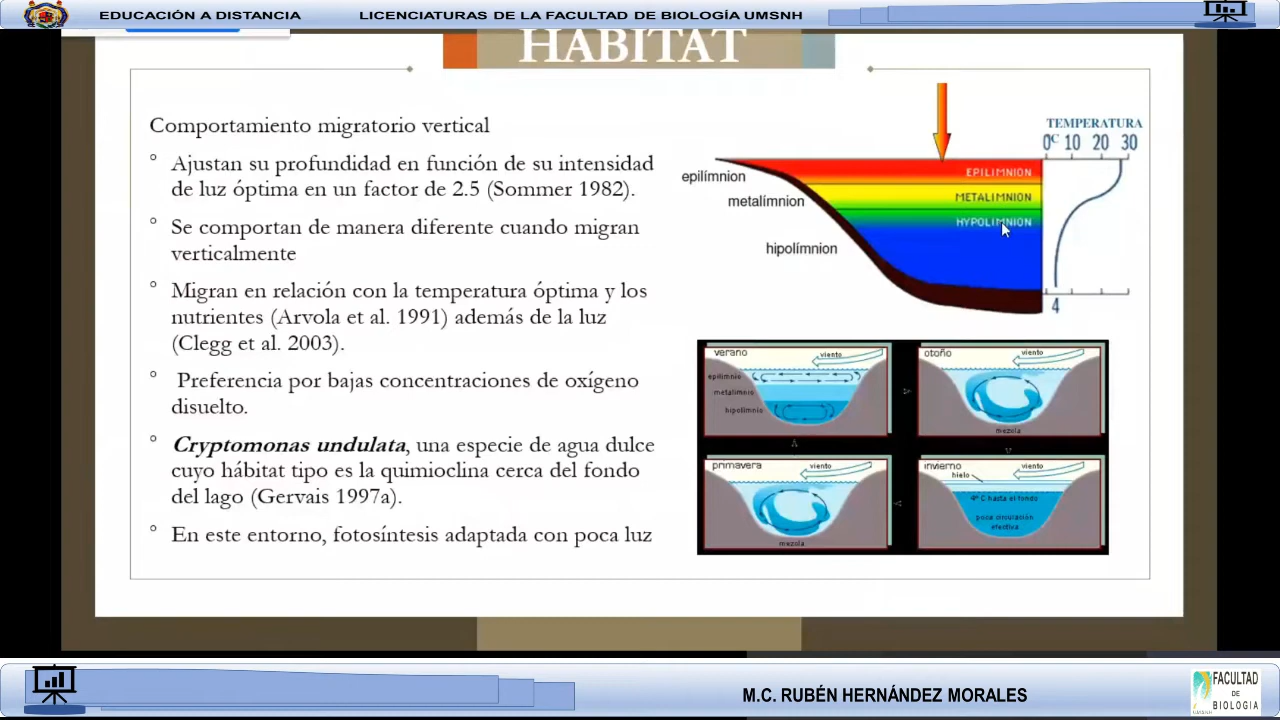 EDUCACIÓN A DISTANCIA
LICENCIATURAS DE LA FACULTAD DE BIOLOGÍA UMSNH
HABITAT
Comportamiento migratorio vertical
° Ajustan su profundidad en función de su intensidad
de luz óptima en un factor de 2.5 (Sommer 1982).
° Se comportan de manera diferente cuando migran
verticalmente
° Migran en relación con la temperatura óptima y los
nutrientes (Arvola et al. 1991) además de la luz
(Clegg et al. 2003).
° Preferencia por bajas concentraciones de oxígeno
disuelto.
° Cryptomonas undulata, una especie de agua dulce
cuyo hábitat tipo es la quimioclina cerca del fondo
del lago (Gervais 1997a).
° En este entorno, fotosíntesis adaptada con poca luz
TEMPERATURA
0°C 10 20 30
epilímnion
EPILIMNION
metalímnion
METALIMNION
HYPOLIMNION
hipolímnion
4
verano
viento
epilimnio
metalimnio
hipolimnio
otoño
viento
mezcla
primavera
viento
mezcla
invierno
viento
hielo
4º C hasta el fondo
poca circulación
efectiva
M.C. RUBÉN HERNÁNDEZ MORALES
FACULTAD
DE
BIOLOGIA